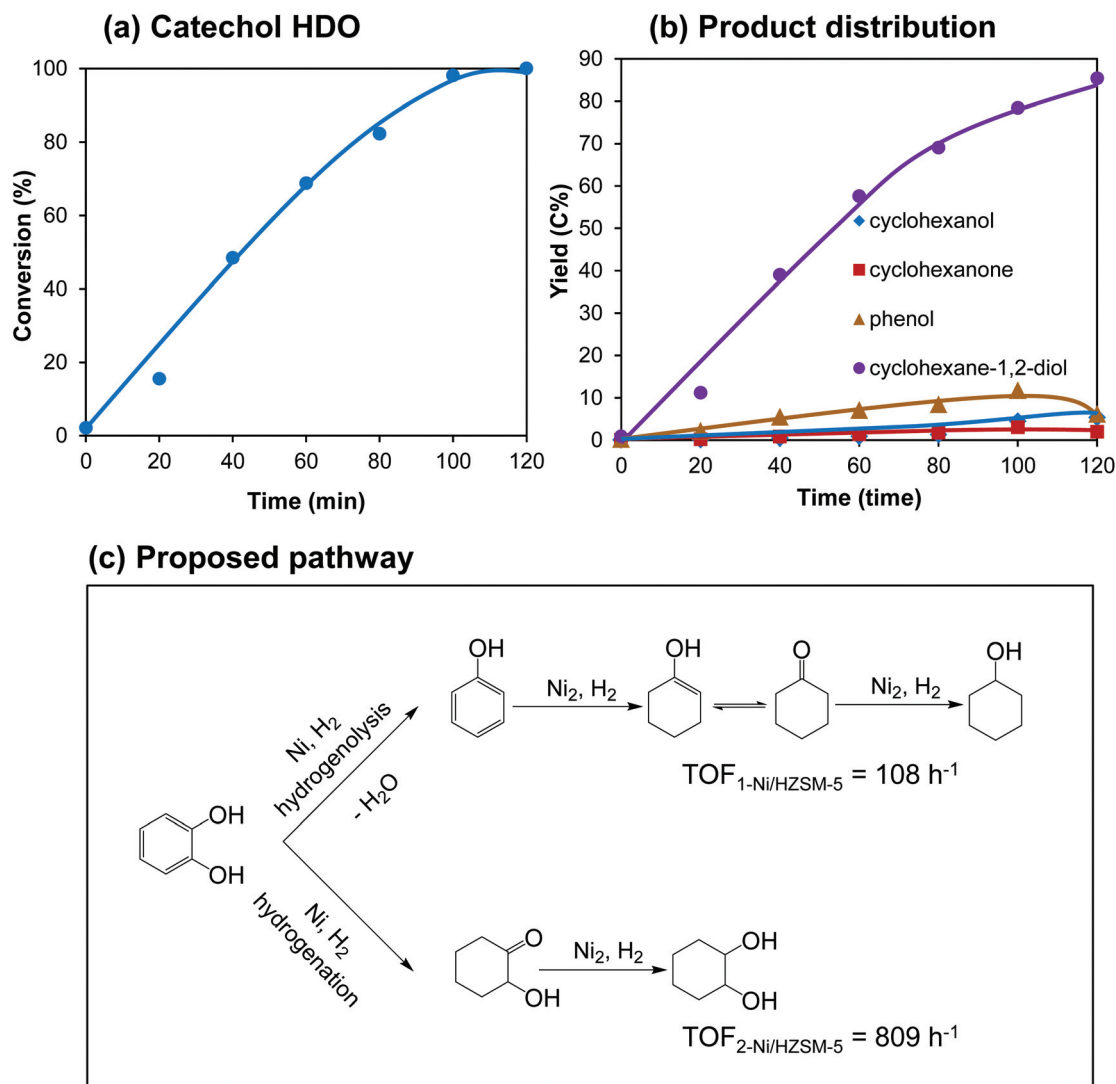 (a) Catechol HDO
100
80
60
40
20
0
0 20 40 60 80 100 120
Conversion (%)
Time (min)
(b) Product distribution
90
80
70
60
50
40
30
20
10
0
0 20 40 60 80 100 120
Yield (C%)
Time (time)
cyclohexanol
cyclohexanone
phenol
cyclohexane-1,2-diol
(c) Proposed pathway
OH
OH
Ni, H2
hydrogenolysis
- H2O
OH
Ni2, H2
OH
O
Ni2, H2
OH
TOF1-Ni/HZSM-5 = 108 h-1
Ni, H2
hydrogenation
O
OH
Ni2, H2
OH
OH
TOF2-Ni/HZSM-5 = 809 h-1